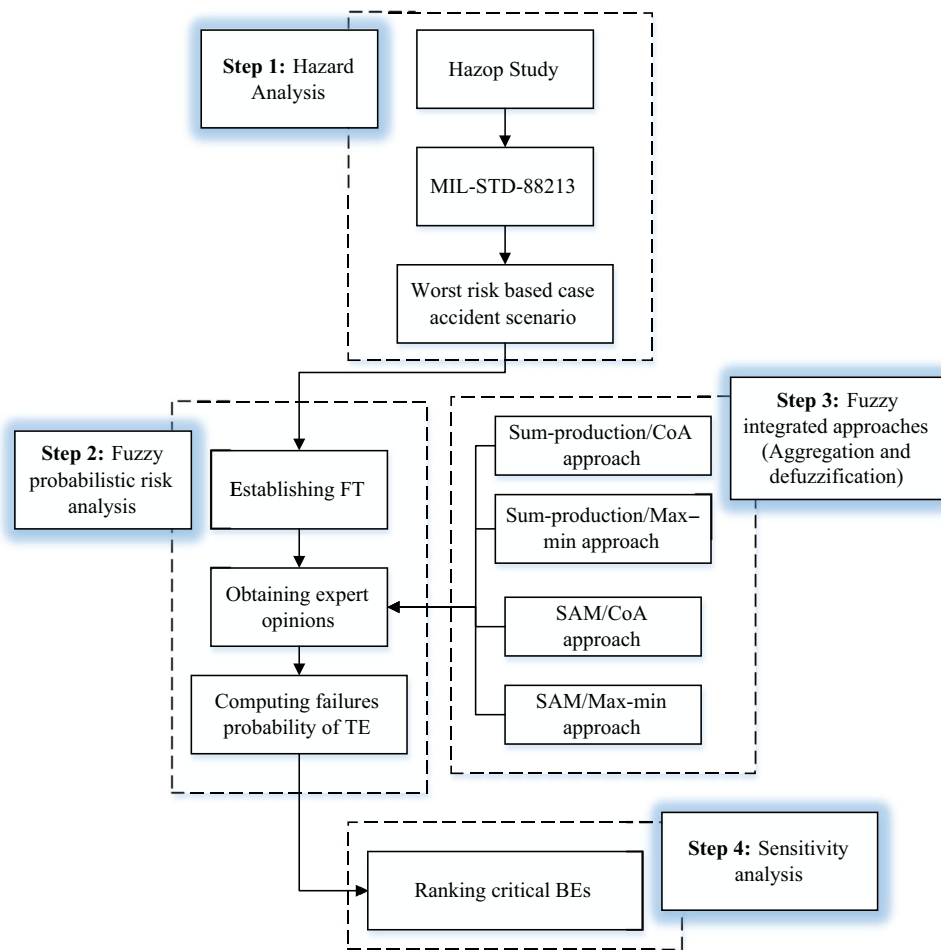 Step 1: Hazard
Analysis
Hazop Study
MIL-STD-88213
Worst risk based case
accident scenario
Step 2: Fuzzy
probabilistic risk
analysis
Establishing FT
Obtaining expert
opinions
Computing failures
probability of TE
Step 3: Fuzzy
integrated approaches
(Aggregation and
defuzzification)
Sum-production/CoA
approach
Sum-production/Max–
min approach
SAM/CoA
approach
SAM/Max-min
approach
Step 4: Sensitivity
analysis
Ranking critical BEs